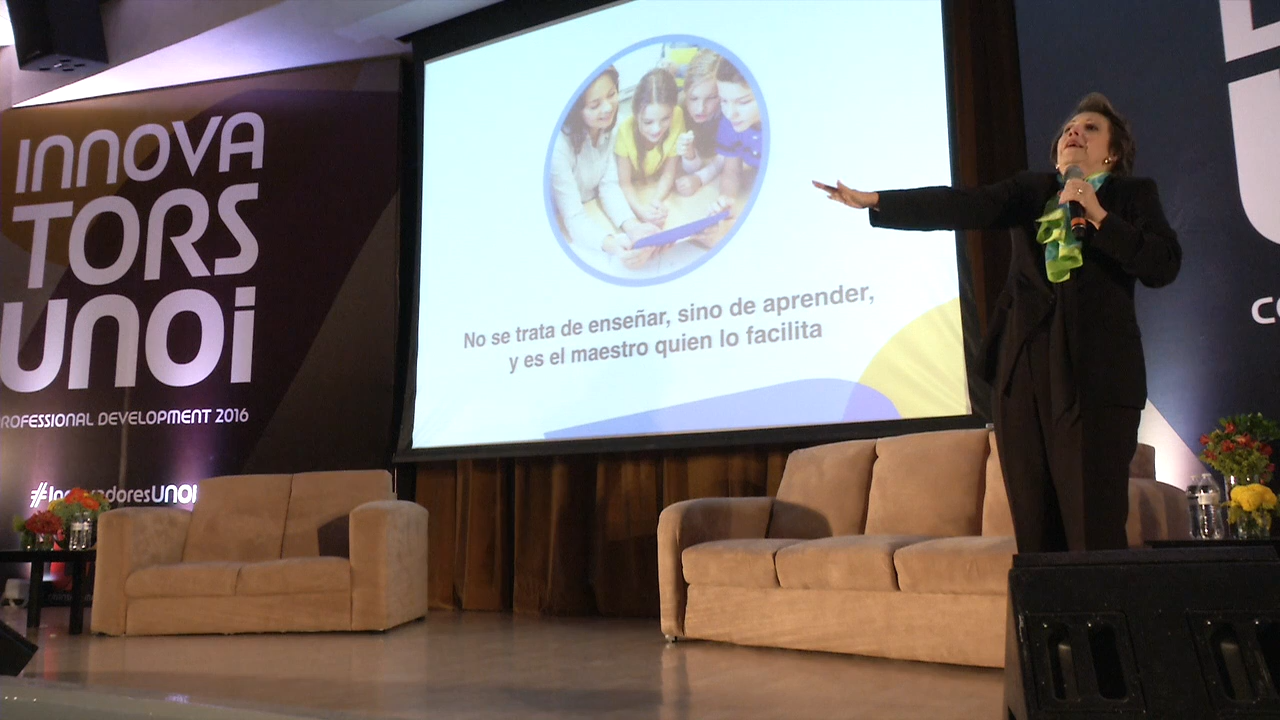 INNOVA
TORS
UNOi
PROFESSIONAL DEVELOPMENT 2016
#InnovadoresUNOi
No se trata de enseñar, sino de aprender,
y es el maestro quien lo facilita